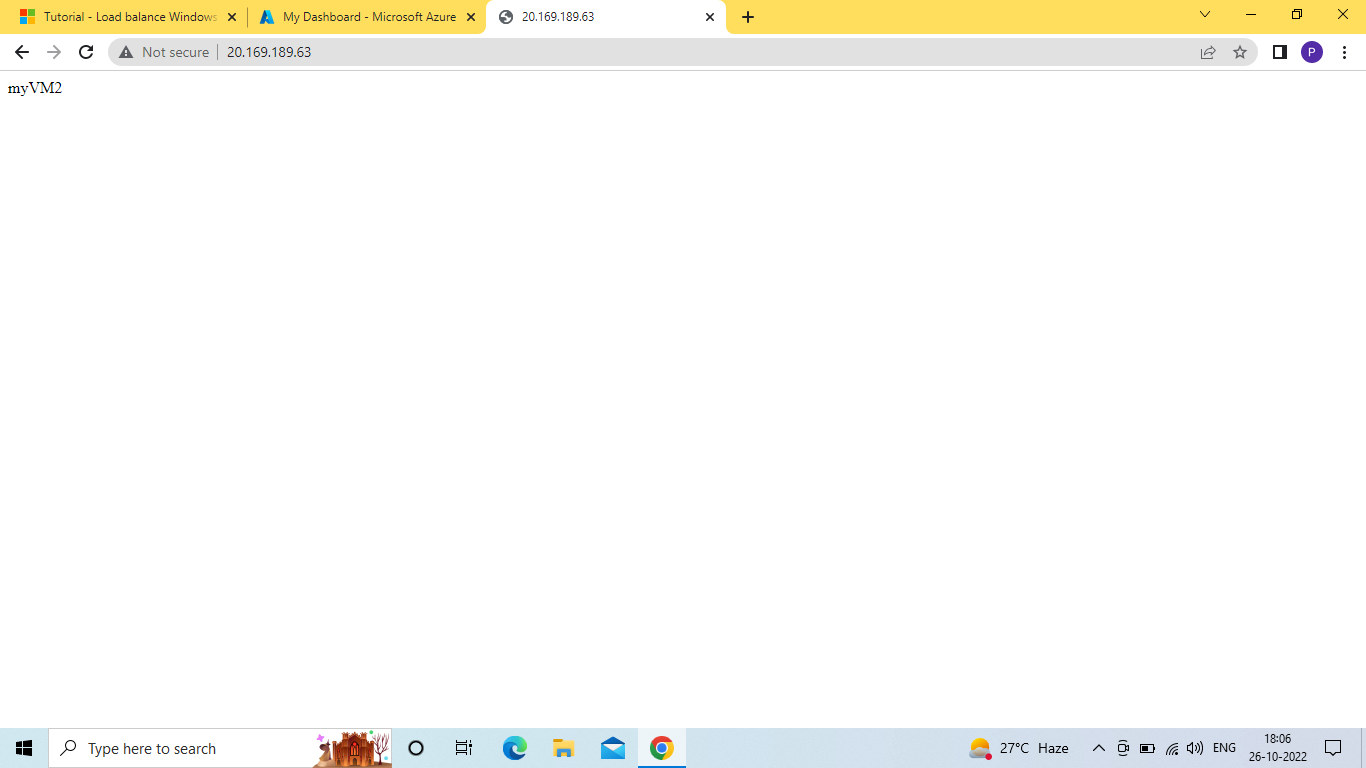 Tutorial - Load balance Windows
My Dashboard - Microsoft Azure
20.169.189.63
Not secure
20.169.189.63
P
myVM2
Type here to search
27°C Haze
ENG
18:06
26-10-2022